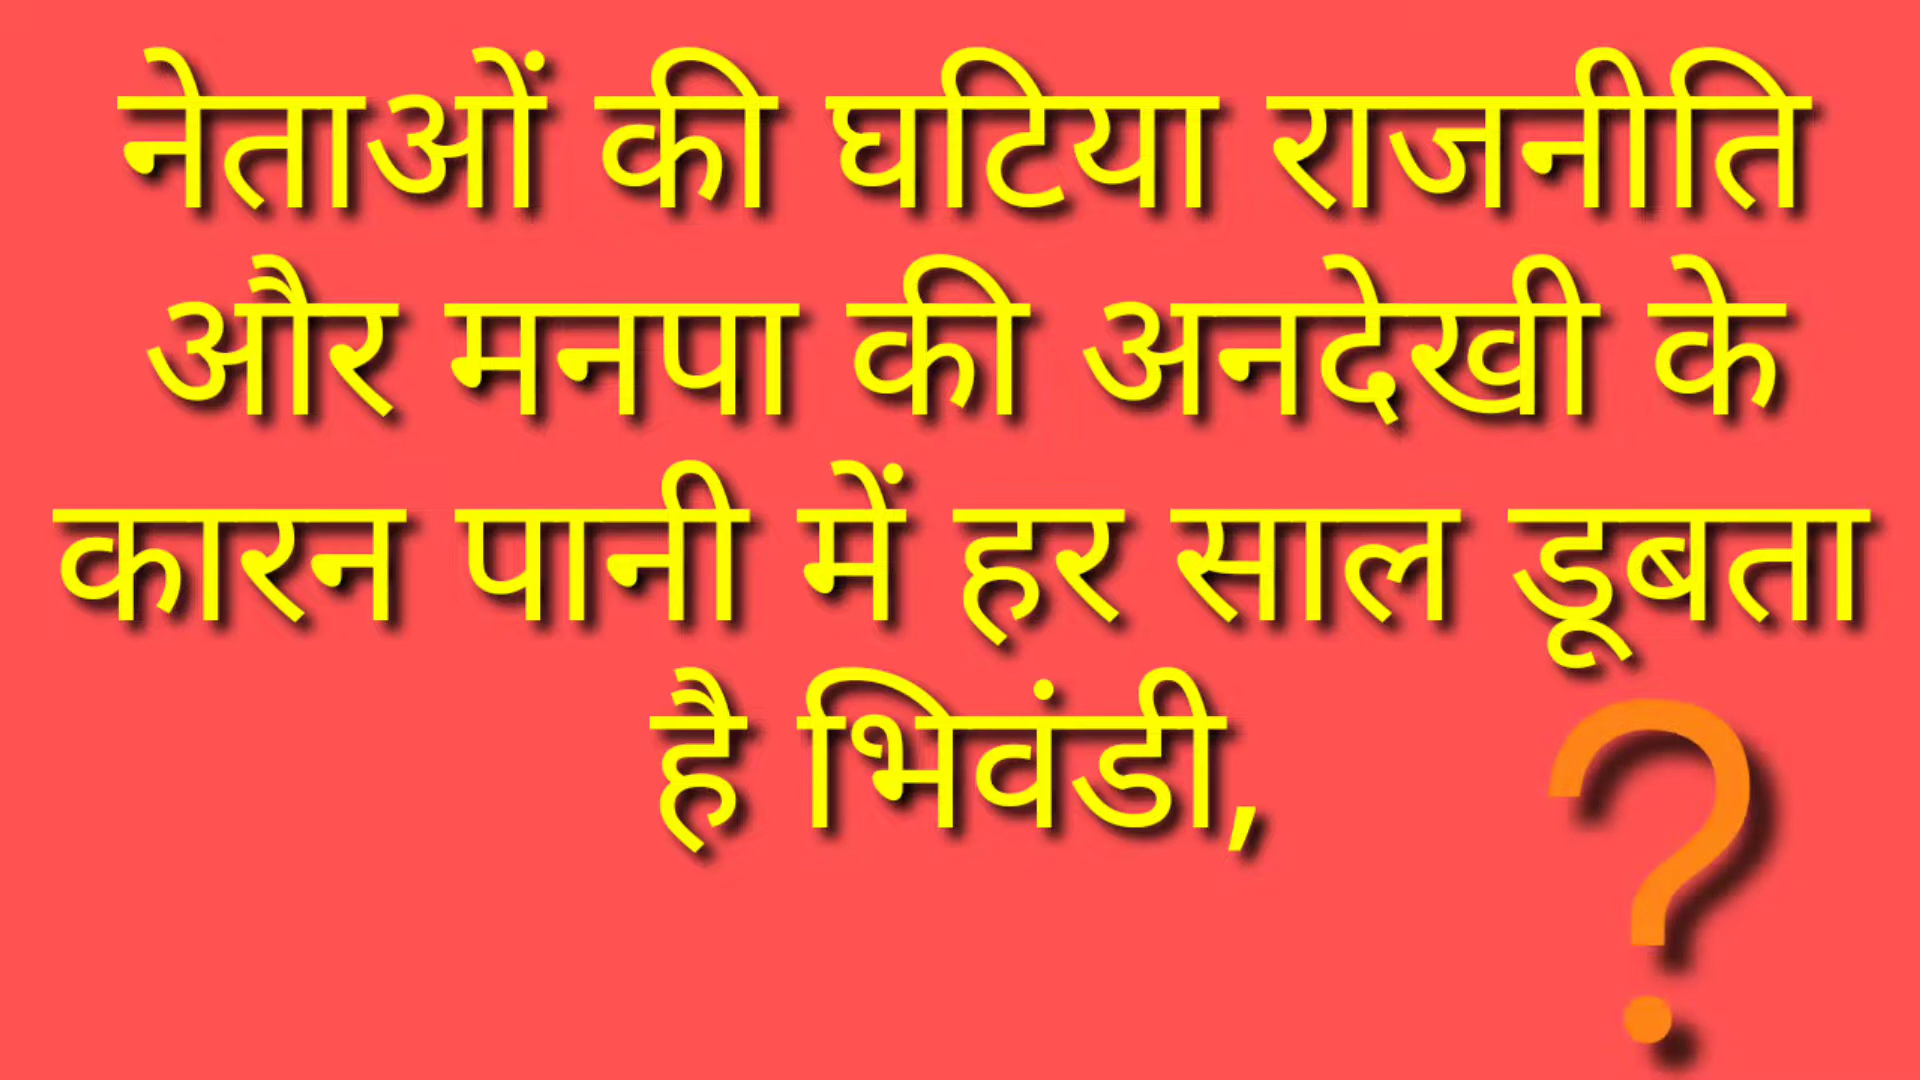 नेताओं की घटिया राजनीति
और मनपा की अनदेखी के
कारन पानी में हर साल डूबता
है भिवंडी,
?